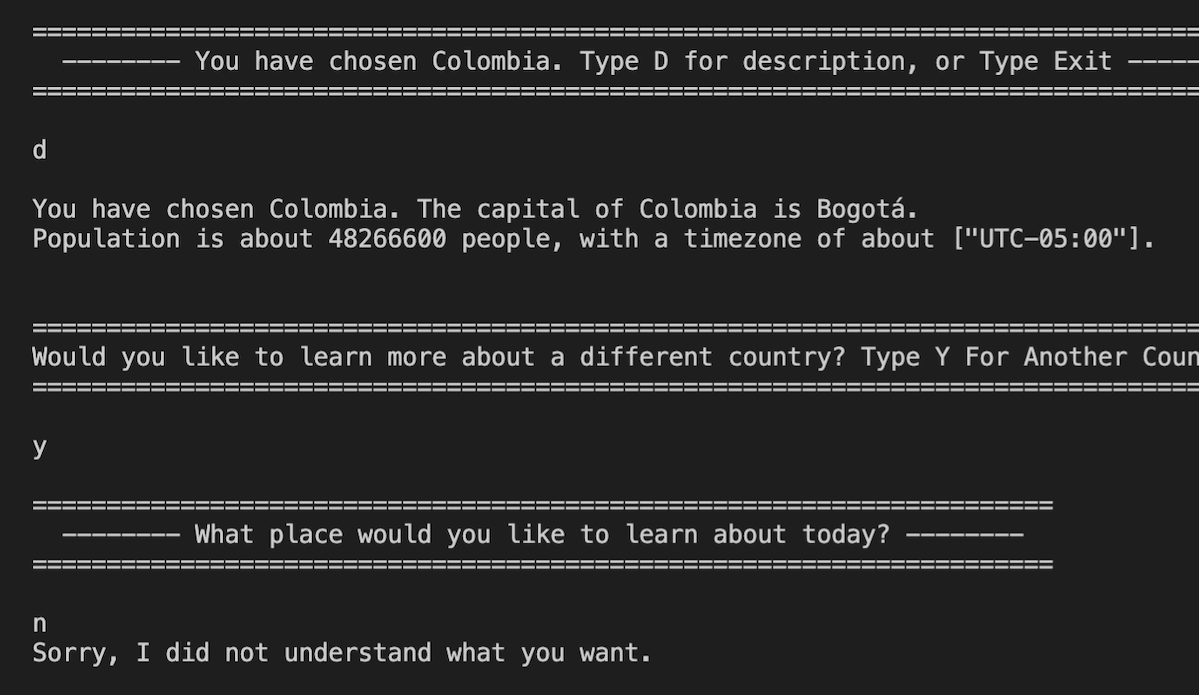 ===============================================================================
-------- You have chosen Colombia. Type D for description, or Type Exit -----
===============================================================================
d
You have chosen Colombia. The capital of Colombia is Bogotá.
Population is about 48266600 people, with a timezone of about ["UTC-05:00"].
===============================================================================
Would you like to learn more about a different country? Type Y For Another Coun
===============================================================================
y
=====================================================================
-------- What place would you like to learn about today? --------
=====================================================================
n
Sorry, I did not understand what you want.